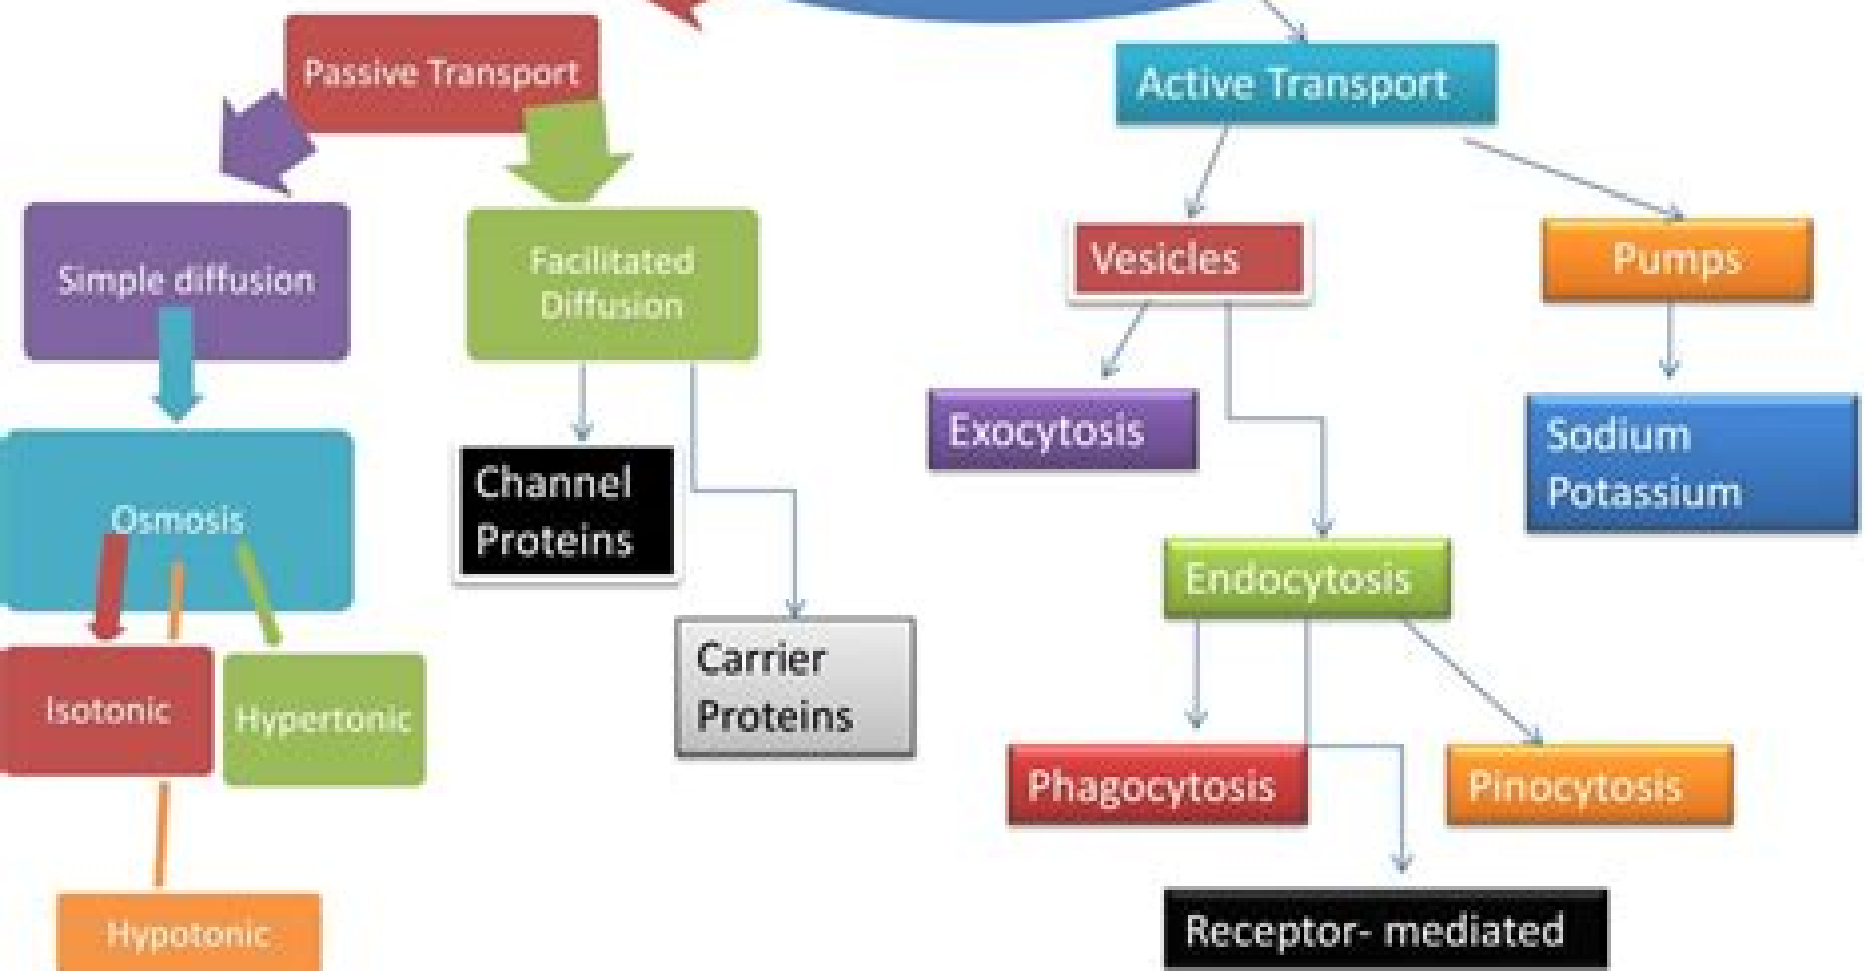 Passive Transport
Active Transport
Simple diffusion
Facilitated
Diffusion
Vesicles
Pumps
Osmosis
Channel
Proteins
Exocytosis
Sodium
Potassium
Isotonic
Hypertonic
Carrier
Proteins
Endocytosis
Hypotonic
Phagocytosis
Pinocytosis
Receptor- mediated